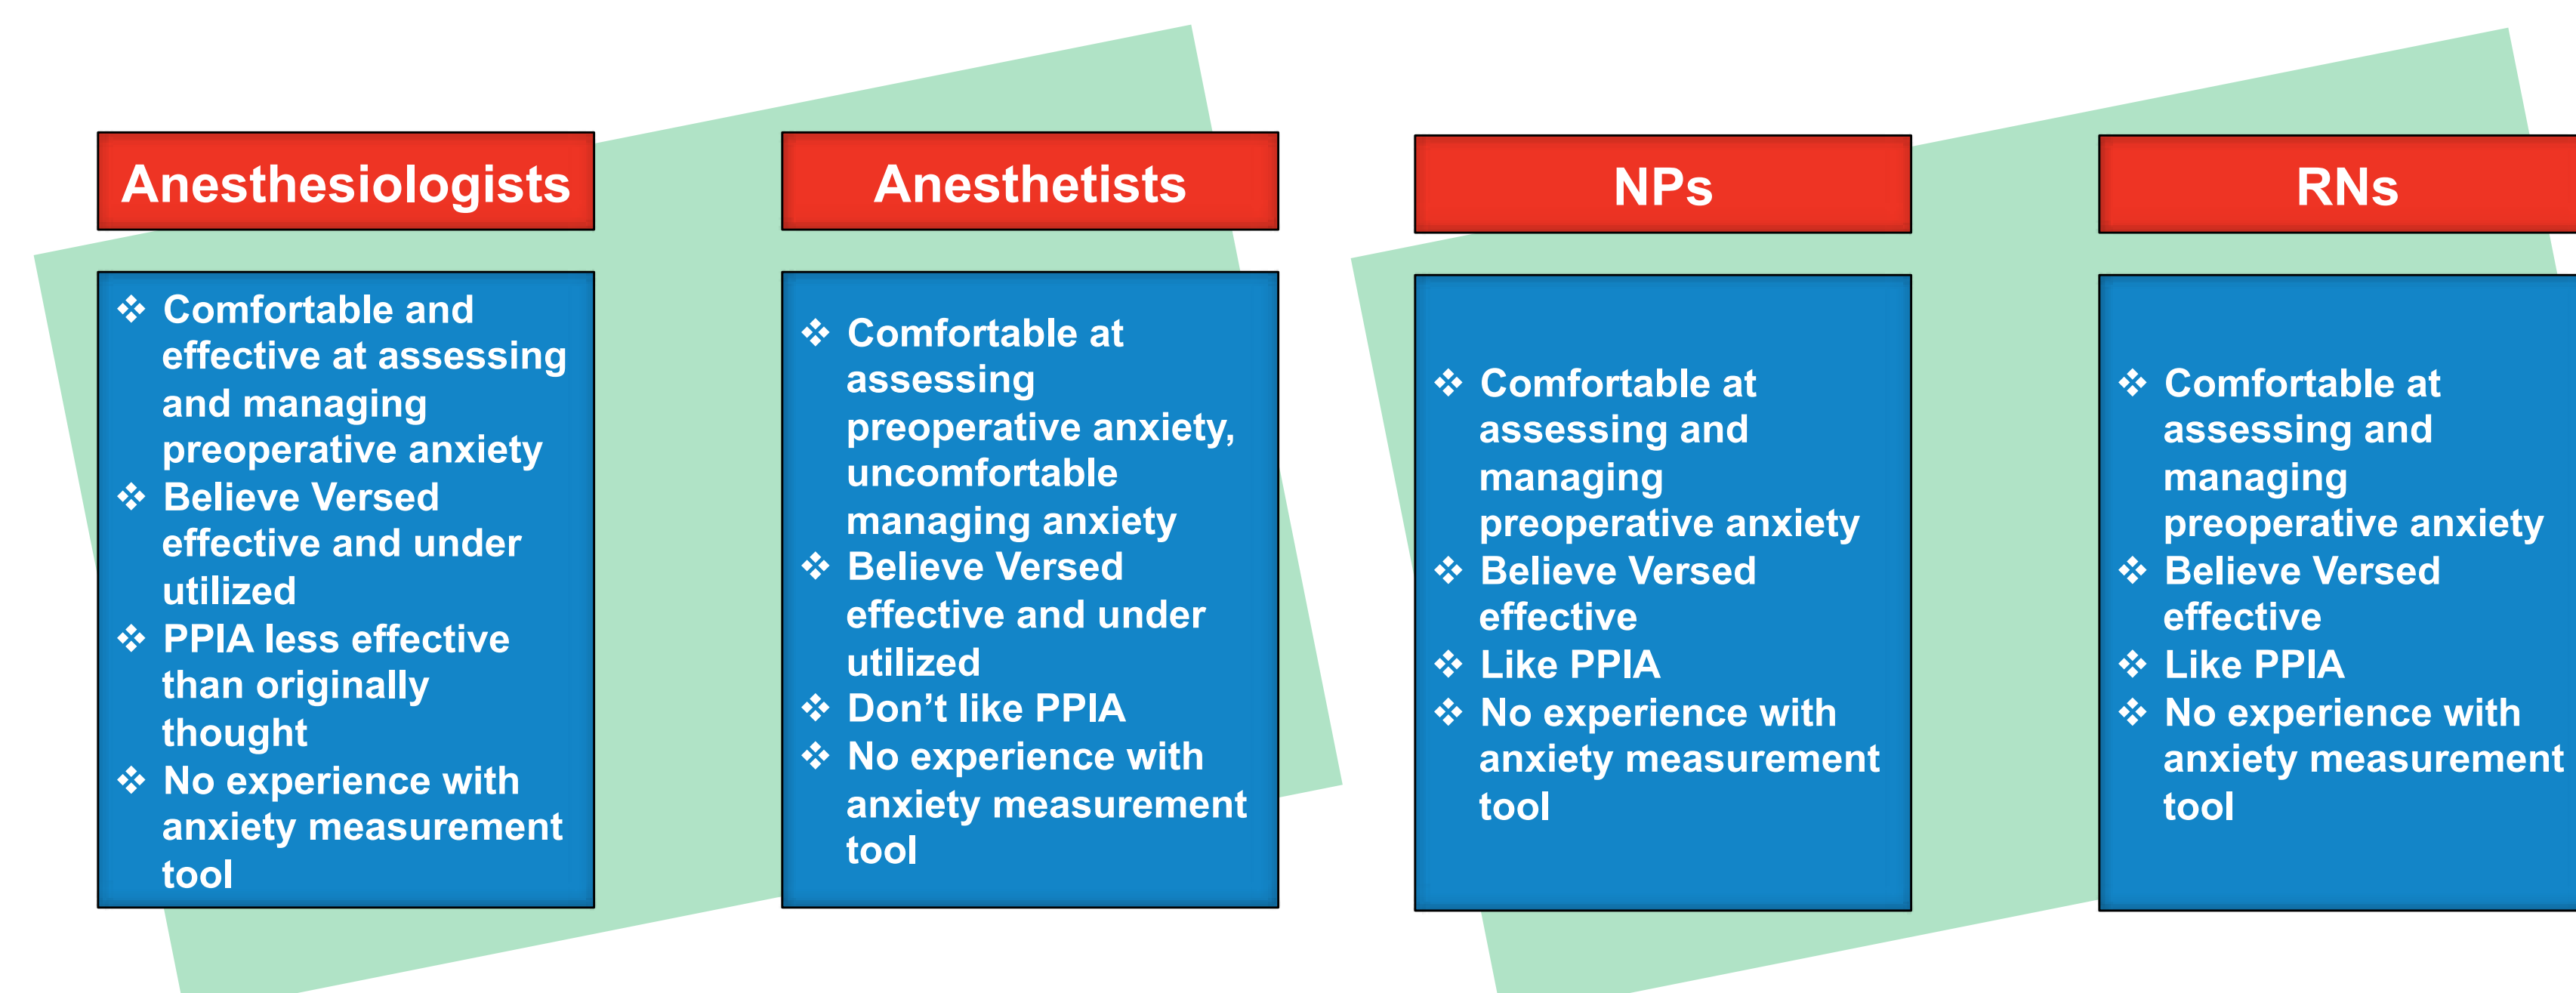 Anesthesiologists
❖ Comfortable and
effective at assessing
and managing
preoperative anxiety
❖ Believe Versed
effective and under
utilized
❖ PPIA less effective
than originally
thought
❖ No experience with
anxiety measurement
tool
Anesthetists
❖ Comfortable at
assessing
preoperative anxiety,
uncomfortable
managing anxiety
❖ Believe Versed
effective and under
utilized
❖ Don’t like PPIA
❖ No experience with
anxiety measurement
tool
NPs
❖ Comfortable at
assessing and
managing
preoperative anxiety
❖ Believe Versed
effective
❖ Like PPIA
❖ No experience with
anxiety measurement
tool
RNs
❖ Comfortable at
assessing and
managing
preoperative anxiety
❖ Believe Versed
effective
❖ Like PPIA
❖ No experience with
anxiety measurement
tool